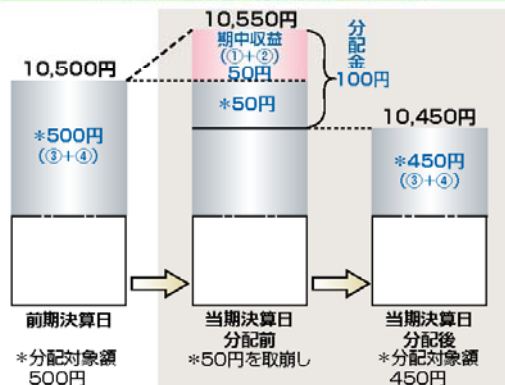 10,500円
*500円
(③+④)
前期決算日
*分配対象額
500円
10,550円
期中収益
(①+②)
50円
*50円
分配金
100円
当期決算日
分配前
*50円を取崩し
10,450円
*450円
(③+④)
当期決算日
分配後
*分配対象額
450円